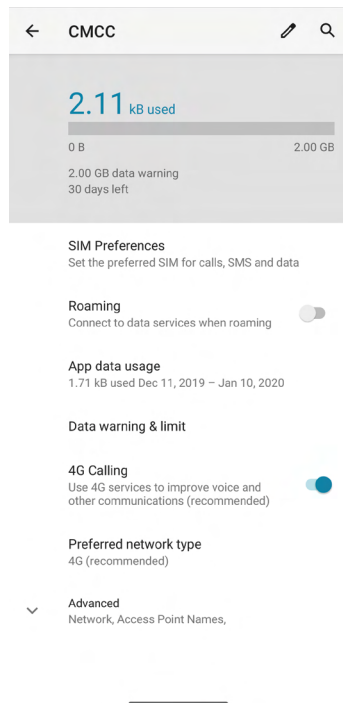 CMCC
2.11 kB used
0 B 2.00 GB
2.00 GB data warning
30 days left
SIM Preferences
Set the preferred SIM for calls, SMS and data
Roaming
Connect to data services when roaming
App data usage
1.71 kB used Dec 11, 2019 – Jan 10, 2020
Data warning & limit
4G Calling
Use 4G services to improve voice and
other communications (recommended)
Preferred network type
4G (recommended)
Advanced
Network, Access Point Names,